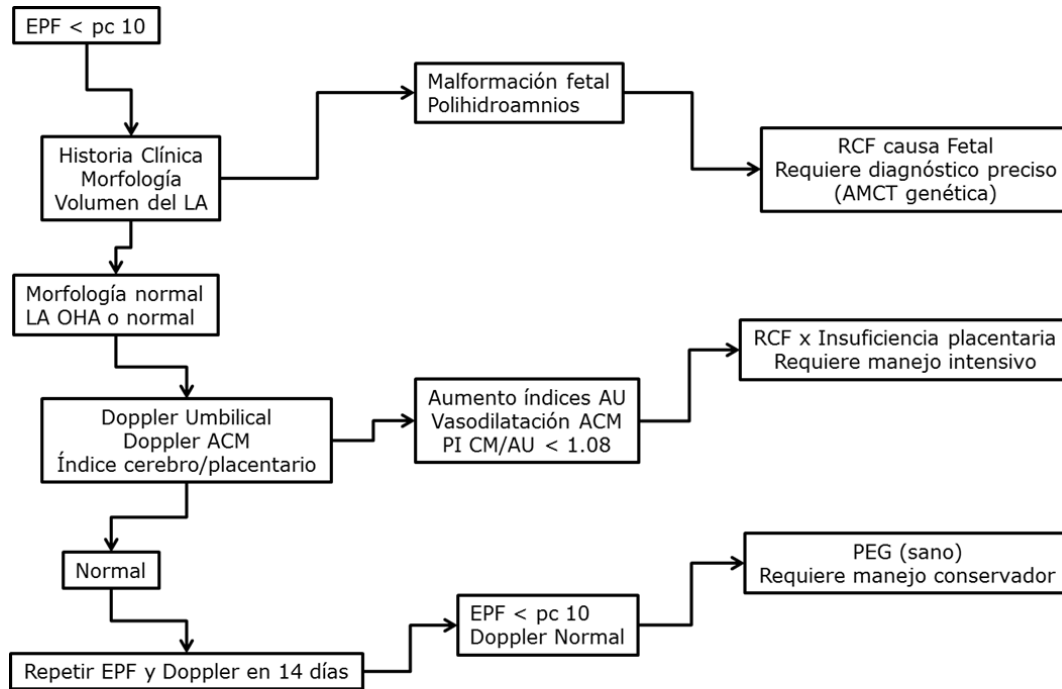 EPF < pc 10
Historia Clínica
Morfología
Volumen del LA
Malformación fetal
Polihidroamnios
RCF causa Fetal
Requiere diagnóstico preciso
(AMCT genética)
Morfología normal
LA OHA o normal
Doppler Umbilical
Doppler ACM
Índice cerebro/placentario
Aumento índices AU
Vasodilatación ACM
PI CM/AU < 1.08
RCF x Insuficiencia placentaria
Requiere manejo intensivo
Normal
Repetir EPF y Doppler en 14 días
EPF < pc 10
Doppler Normal
PEG (sano)
Requiere manejo conservador